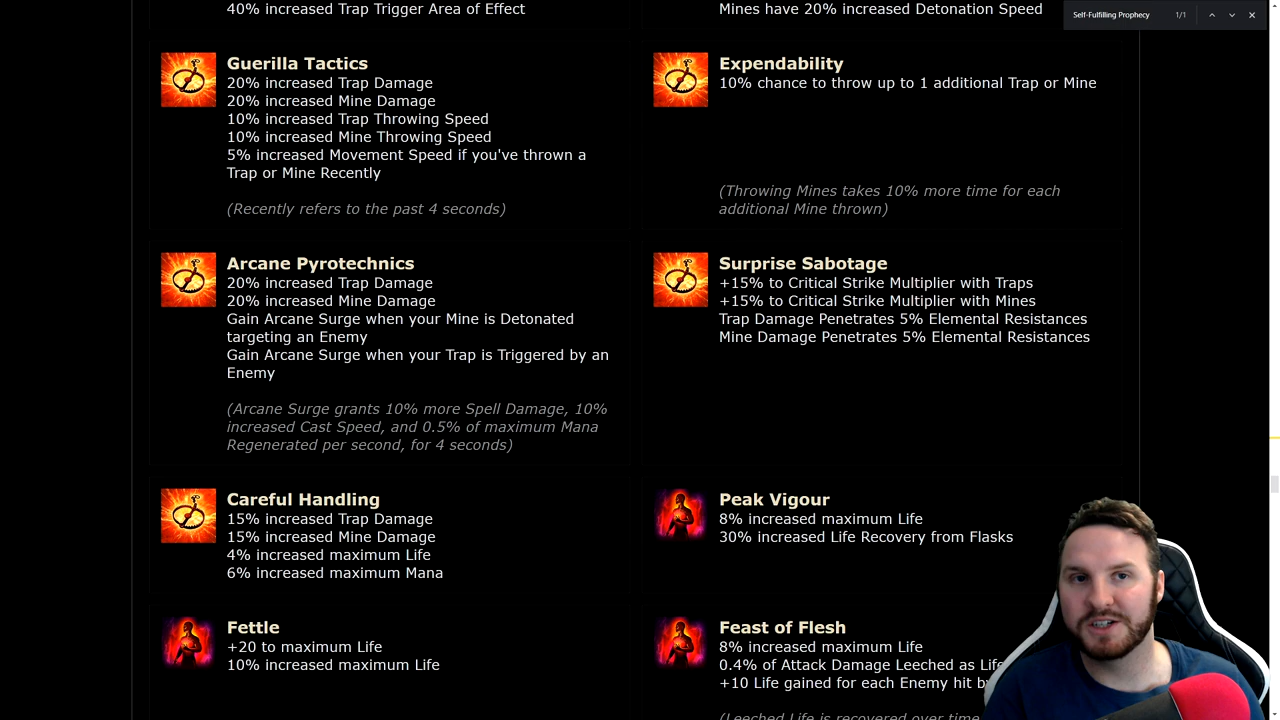 40% increased Trap Trigger Area of Effect
Mines have 20% increased Detonation Speed
Self-Fulfilling Prophecy
1/1
Guerilla Tactics
20% increased Trap Damage
20% increased Mine Damage
10% increased Trap Throwing Speed
10% increased Mine Throwing Speed
5% increased Movement Speed if you've thrown a
Trap or Mine Recently
(Recently refers to the past 4 seconds)
Expendability
10% chance to throw up to 1 additional Trap or Mine
(Throwing Mines takes 10% more time for each
additional Mine thrown)
Arcane Pyrotechnics
20% increased Trap Damage
20% increased Mine Damage
Gain Arcane Surge when your Mine is Detonated
targeting an Enemy
Gain Arcane Surge when your Trap is Triggered by an
Enemy
(Arcane Surge grants 10% more Spell Damage, 10%
increased Cast Speed, and 0.5% of maximum Mana
Regenerated per second, for 4 seconds)
Surprise Sabotage
+15% to Critical Strike Multiplier with Traps
+15% to Critical Strike Multiplier with Mines
Trap Damage Penetrates 5% Elemental Resistances
Mine Damage Penetrates 5% Elemental Resistances
Careful Handling
15% increased Trap Damage
15% increased Mine Damage
4% increased maximum Life
6% increased maximum Mana
Peak Vigour
8% increased maximum Life
30% increased Life Recovery from Flasks
Fettle
+20 to maximum Life
10% increased maximum Life
Feast of Flesh
8% increased maximum Life
0.4% of Attack Damage Leeched as Life
+10 Life gained for each Enemy hit
(Leeched Life is recovered over time